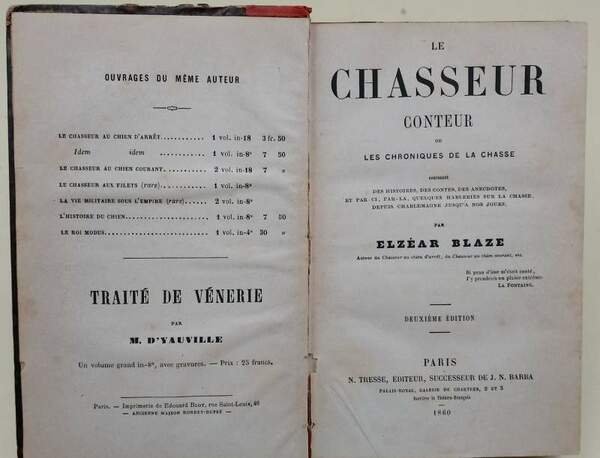 OUVRAGES DU MÊME AUTEUR
LE CHASSEUR AU CHIEN D'ARRÊT............ 1 vol. in-18 3 fr. 50
Idem idem ............ 1 vol. in-8° 7 50
LE CHASSEUR AU CHIEN COURANT............ 2 vol. in-18 7 »
LE CHASSEUR AUX FILETS (rare)............ 1 vol. in-8°
LA VIE MILITAIRE SOUS L'EMPIRE (rare)........ 2 vol. in-8°
L'HISTOIRE DU CHIEN............ 1 vol. in-8° 7 50
LE ROI MODUS............ 1 vol. in-4° 30 »
TRAITÉ DE VÉNERIE
PAR
M. D'YAUVILLE
Un volume grand in-8°, avec gravures. — Prix : 25 francs.
Paris. — Imprimerie de Edouard BLOT, rue Saint-Louis, 46
— ANCIENNE MAISON DONDEY-DUPRÉ —
LE
CHASSEUR
CONTEUR
OU
LES CHRONIQUES DE LA CHASSE
CONTENANT
DES HISTOIRES, DES CONTES, DES ANECDOTES,
ET PAR-CI, PAR-LA, QUELQUES HABLERIES SUR LA CHASSE,
DEPUIS CHARLEMAGNE JUSQU'A NOS JOURS,
PAR
ELZÉAR BLAZE
Auteur du Chasseur au chien d'arrêt, du Chasseur au chien courant, etc.
Si peau d'âne m'était conté,
J'y prendrais un plaisir extrême.
LA FONTAINE.
DEUXIÈME ÉDITION
PARIS
N. TRESSE, EDITEUR, SUCCESSEUR DE J. N. BARBA
PALAIS-ROYAL, GALERIE DE CHARTRES, 2 ET 3
Derrière le Théâtre-Français
1860